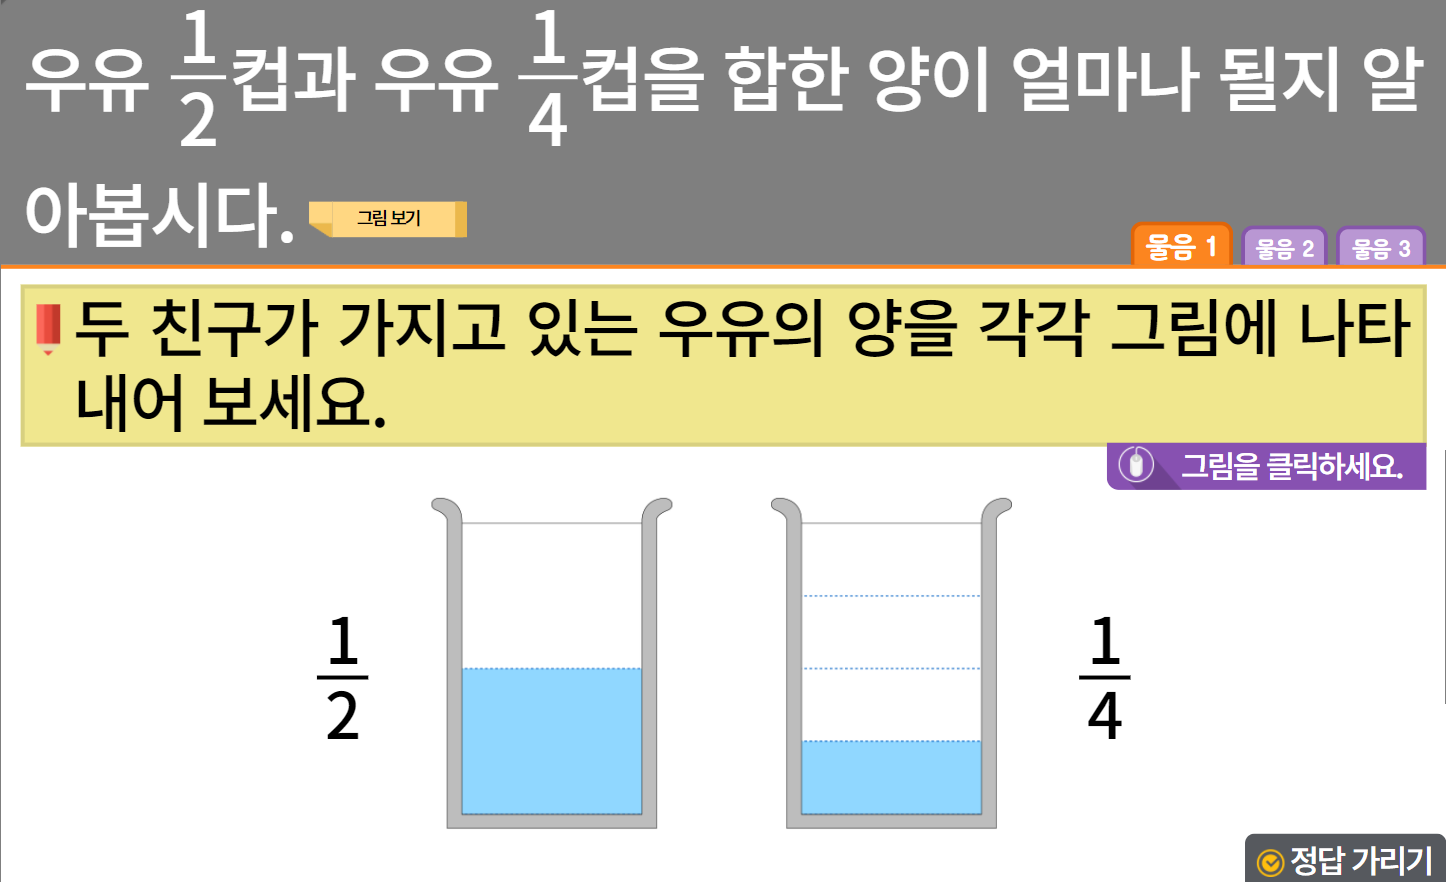 우유 1/2컵과 우유 1/4컵을 합한 양이 얼마나 될지 알
아봅시다. 그림 보기
물음 1 물음 2 물음 3
두 친구가 가지고 있는 우유의 양을 각각 그림에 나타
내어 보세요.
그림을 클릭하세요.
1/2 1/4
정답 가리기